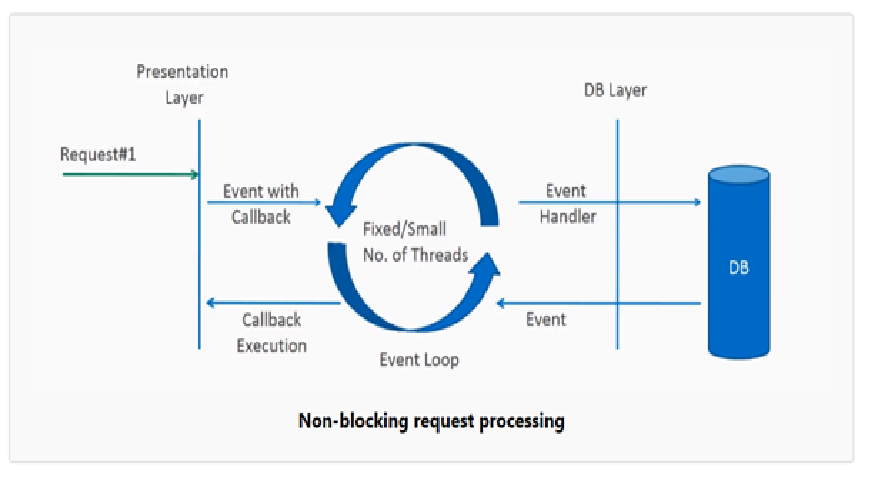 Presentation
Layer
DB Layer
Request#1
Event with
Callback
Event
Handler
Fixed/Small
No. of Threads
DB
Callback
Execution
Event
Event Loop
Non-blocking request processing